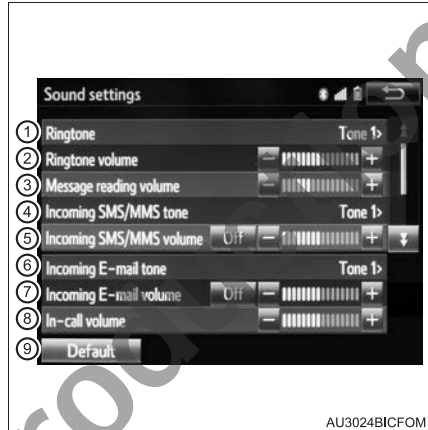 Sound settings
① Ringtone Tone 1>
② Ringtone volume − +
③ Message reading volume − +
④ Incoming SMS/MMS tone Tone 1>
⑤ Incoming SMS/MMS volume Off − +
⑥ Incoming E-mail tone Tone 1>
⑦ Incoming E-mail volume Off − +
⑧ In-call volume − +
⑨ Default
AU3024BICFOM